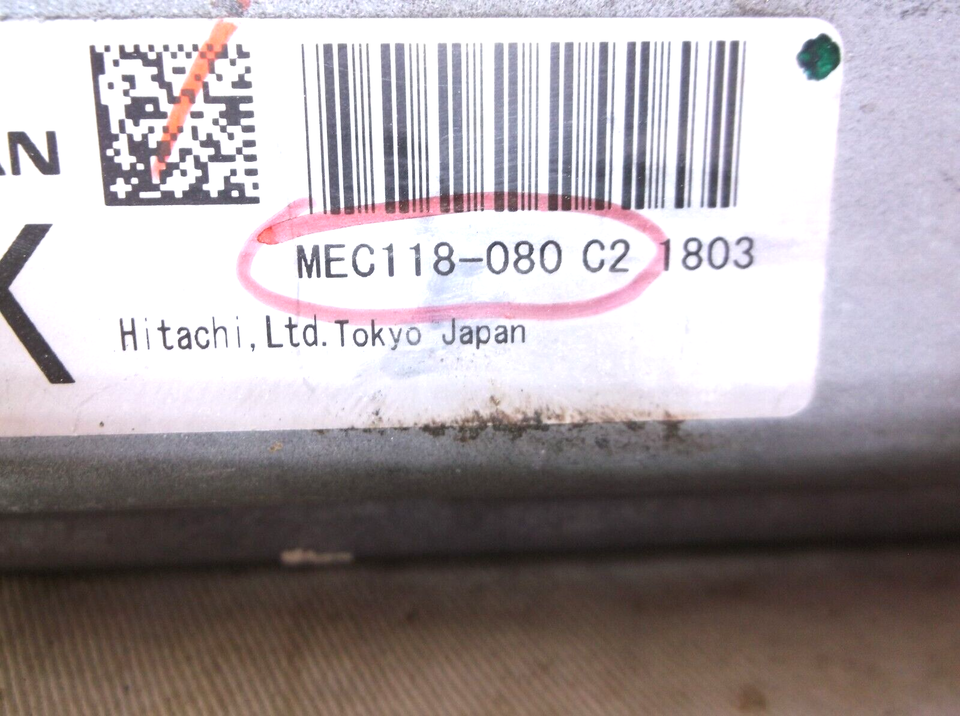 AN
K
MEC118-080 C2 1803
Hitachi,Ltd.Tokyo Japan